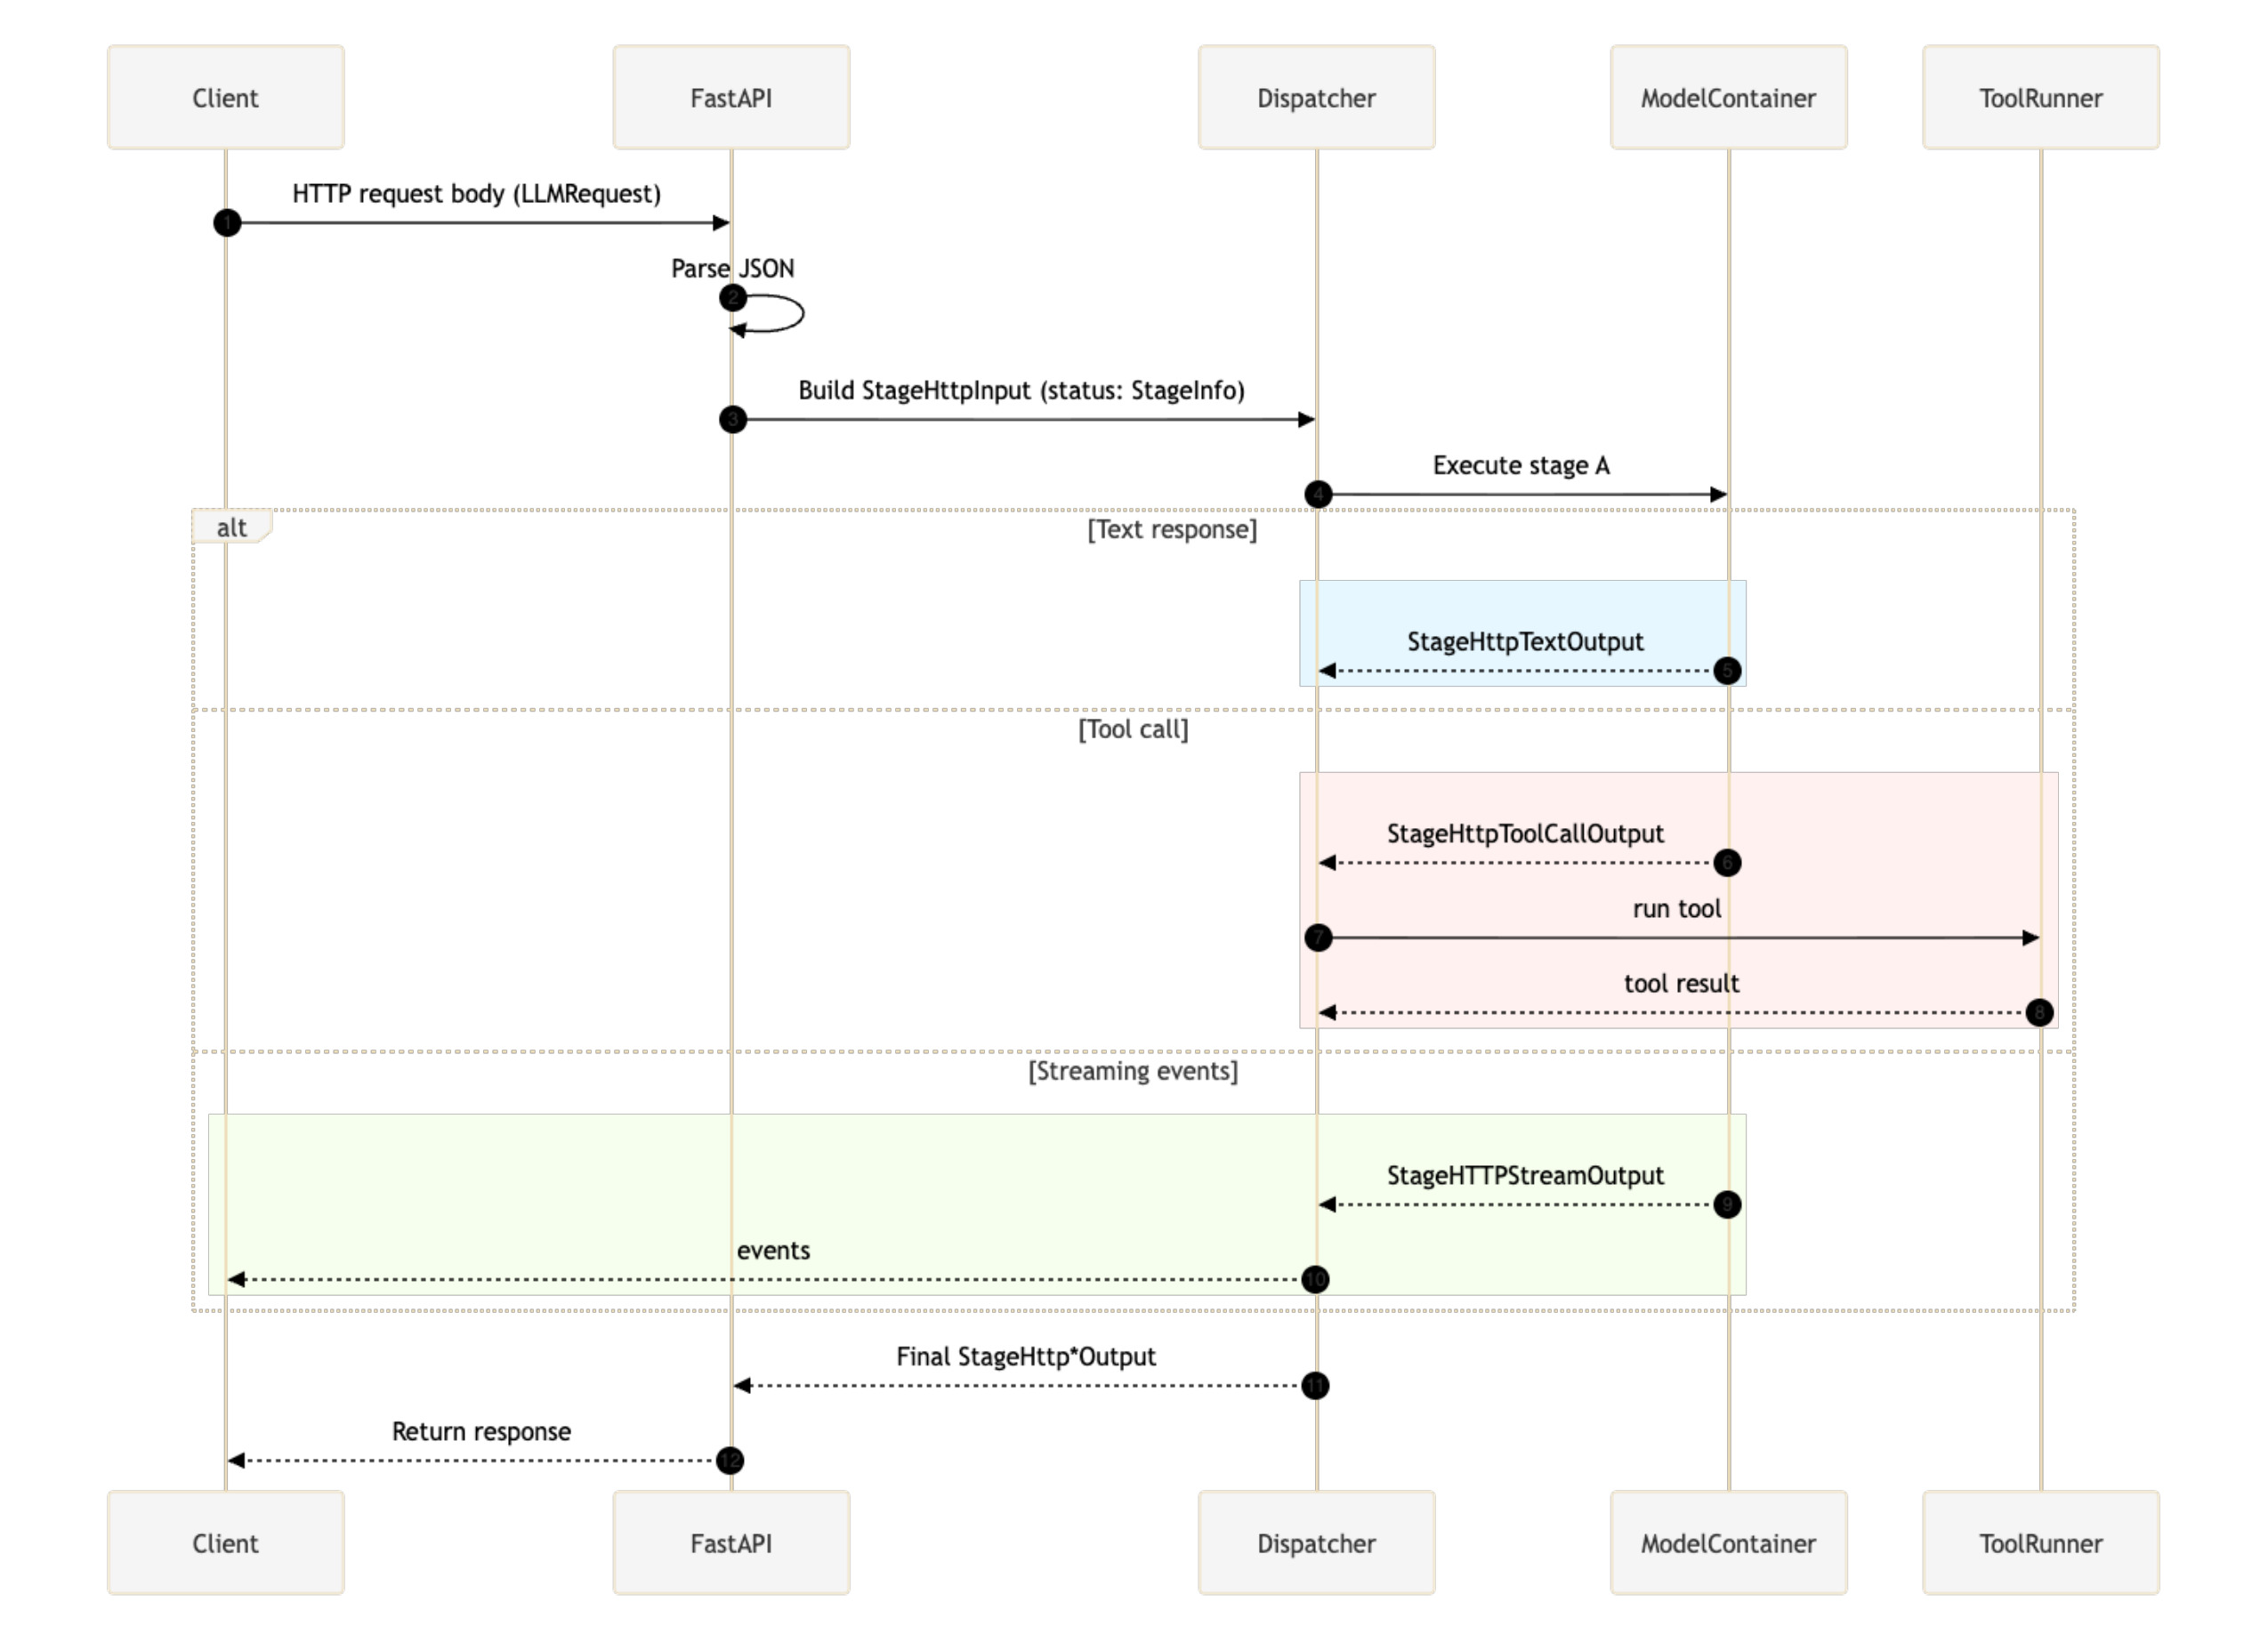 Client
FastAPI
Dispatcher
ModelContainer
ToolRunner
HTTP request body (LLMRequest)
1
Parse JSON
2
Build StageHttpInput (status: StageInfo)
3
Execute stage A
4
alt
[Text response]
StageHttpTextOutput
5
[Tool call]
StageHttpToolCallOutput
6
run tool
7
tool result
8
[Streaming events]
StageHTTPStreamOutput
9
events
10
Final StageHttp*Output
11
Return response
12
Client
FastAPI
Dispatcher
ModelContainer
ToolRunner